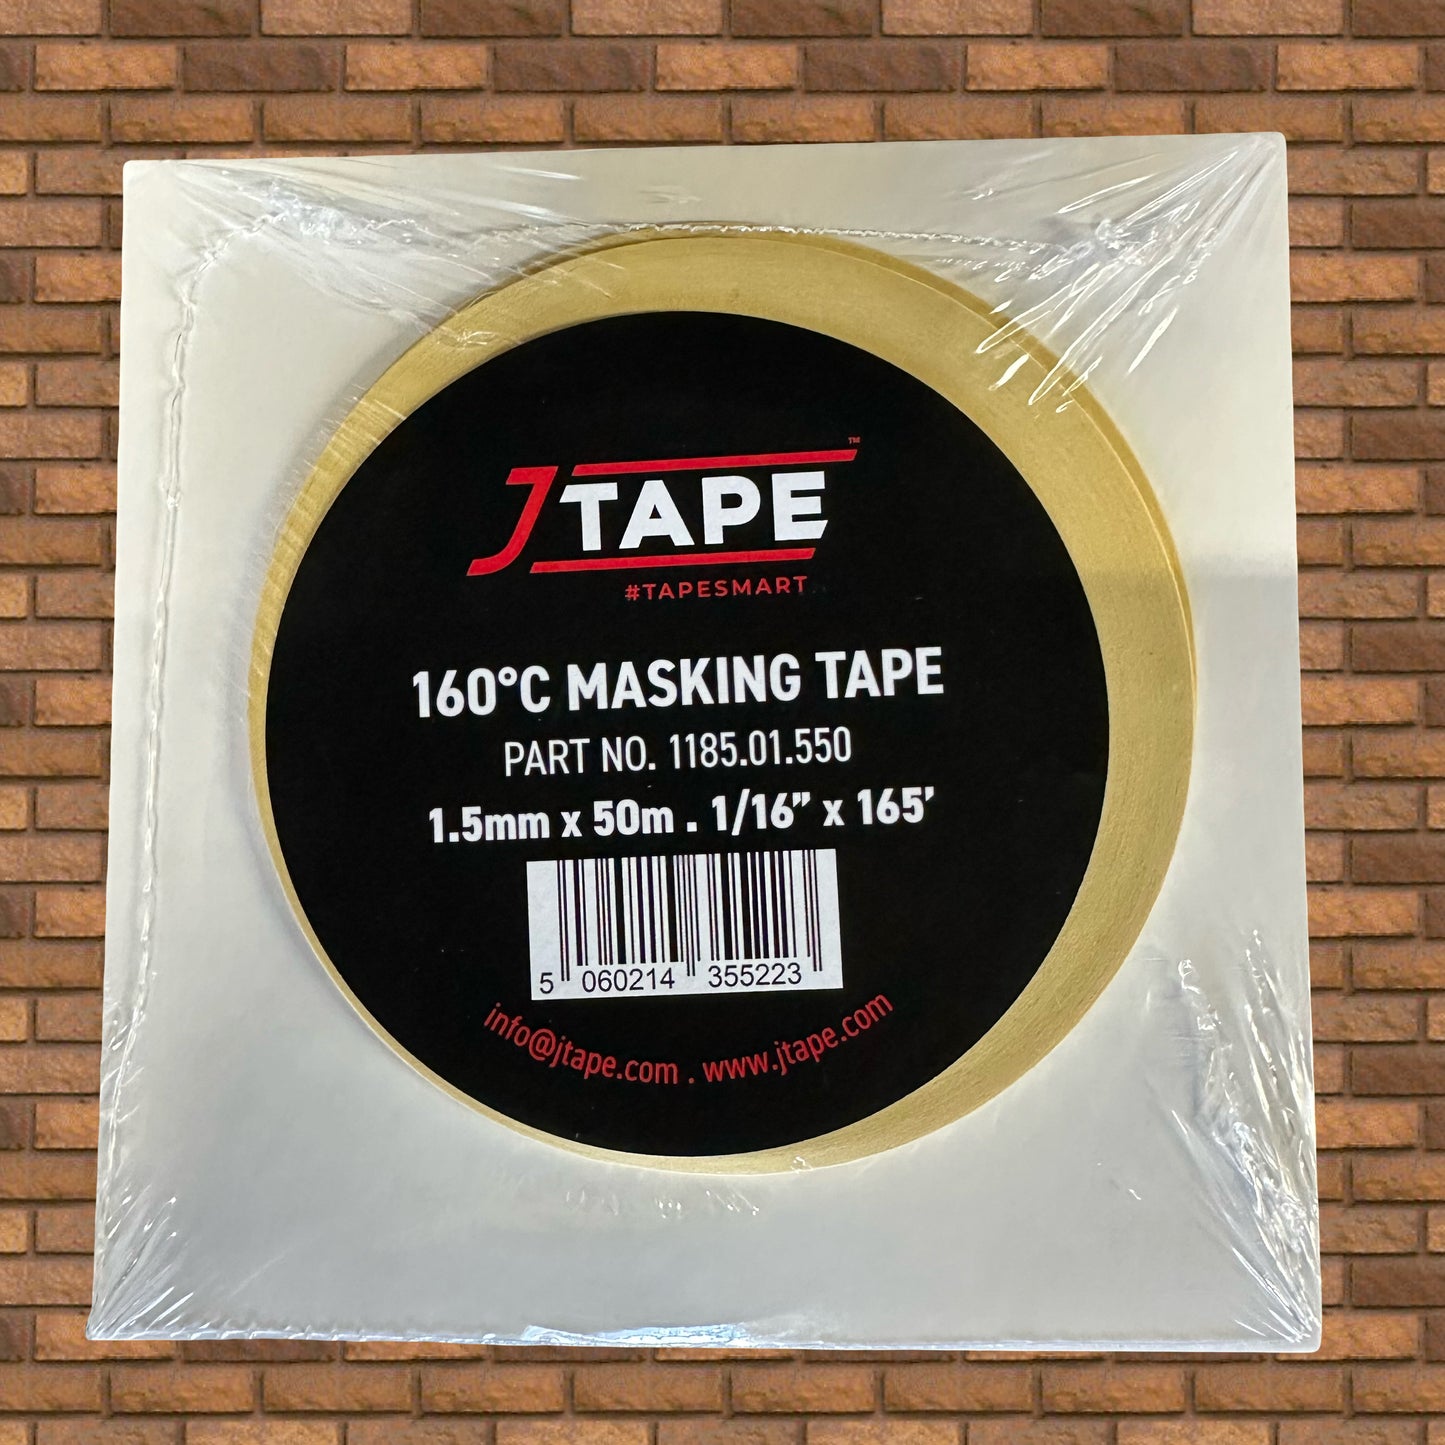 JTAPE™
#TAPESMART
160°C MASKING TAPE
PART NO. 1185.01.550
1.5mm x 50m . 1/16” x 165’
5 060214 355223
info@jtape.com . www.jtape.com